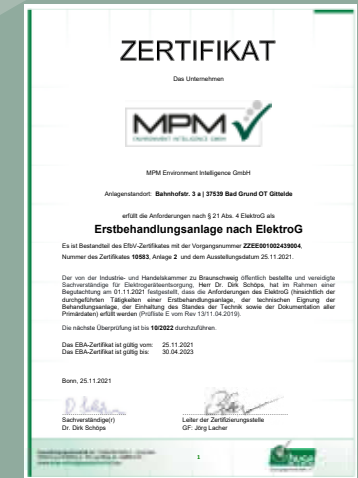 ZERTIFIKAT
Das Unternehmen
MPM
ENVIRONMENT INTELLIGENCE GMBH
MPM Environment Intelligence GmbH
Anlagenstandort: Bahnhofstr. 3 a | 37539 Bad Grund OT Gittelde
erfüllt die Anforderungen nach § 21 Abs. 4 ElektroG als
Erstbehandlungsanlage nach ElektroG
Es ist Bestandteil des EfbV-Zertifikates mit der Vorgangsnummer ZZEE001002439004,
Nummer des Zertifikates 10583, Anlage 2 und dem Ausstellungsdatum 25.11.2021.
Der von der Industrie- und Handelskammer zu Braunschweig öffentlich bestellte und vereidigte
Sachverständige für Elektrogeräteentsorgung, Herr Dr. Dirk Schöps, hat im Rahmen einer
Begutachtung am 01.11.2021 festgestellt, dass die Anforderungen des ElektroG (hinsichtlich der
durchgeführten Tätigkeiten einer Erstbehandlungsanlage, der technischen Eignung der
Behandlungsanlage, der Einhaltung des Standes der Technik sowie der Dokumentation aller
Primärdaten) erfüllt werden (Prüfliste E vom Rev 13/11.04.2019).
Die nächste Überprüfung ist bis 10/2022 durchzuführen.
Das EBA-Zertifikat ist gültig vom: 25.11.2021
Das EBA-Zertifikat ist gültig bis: 30.04.2023
Bonn, 25.11.2021
Sachverständige(r) Leiter der Zertifizierungsstelle
Dr. Dirk Schöps GF: Jörg Lacher
1